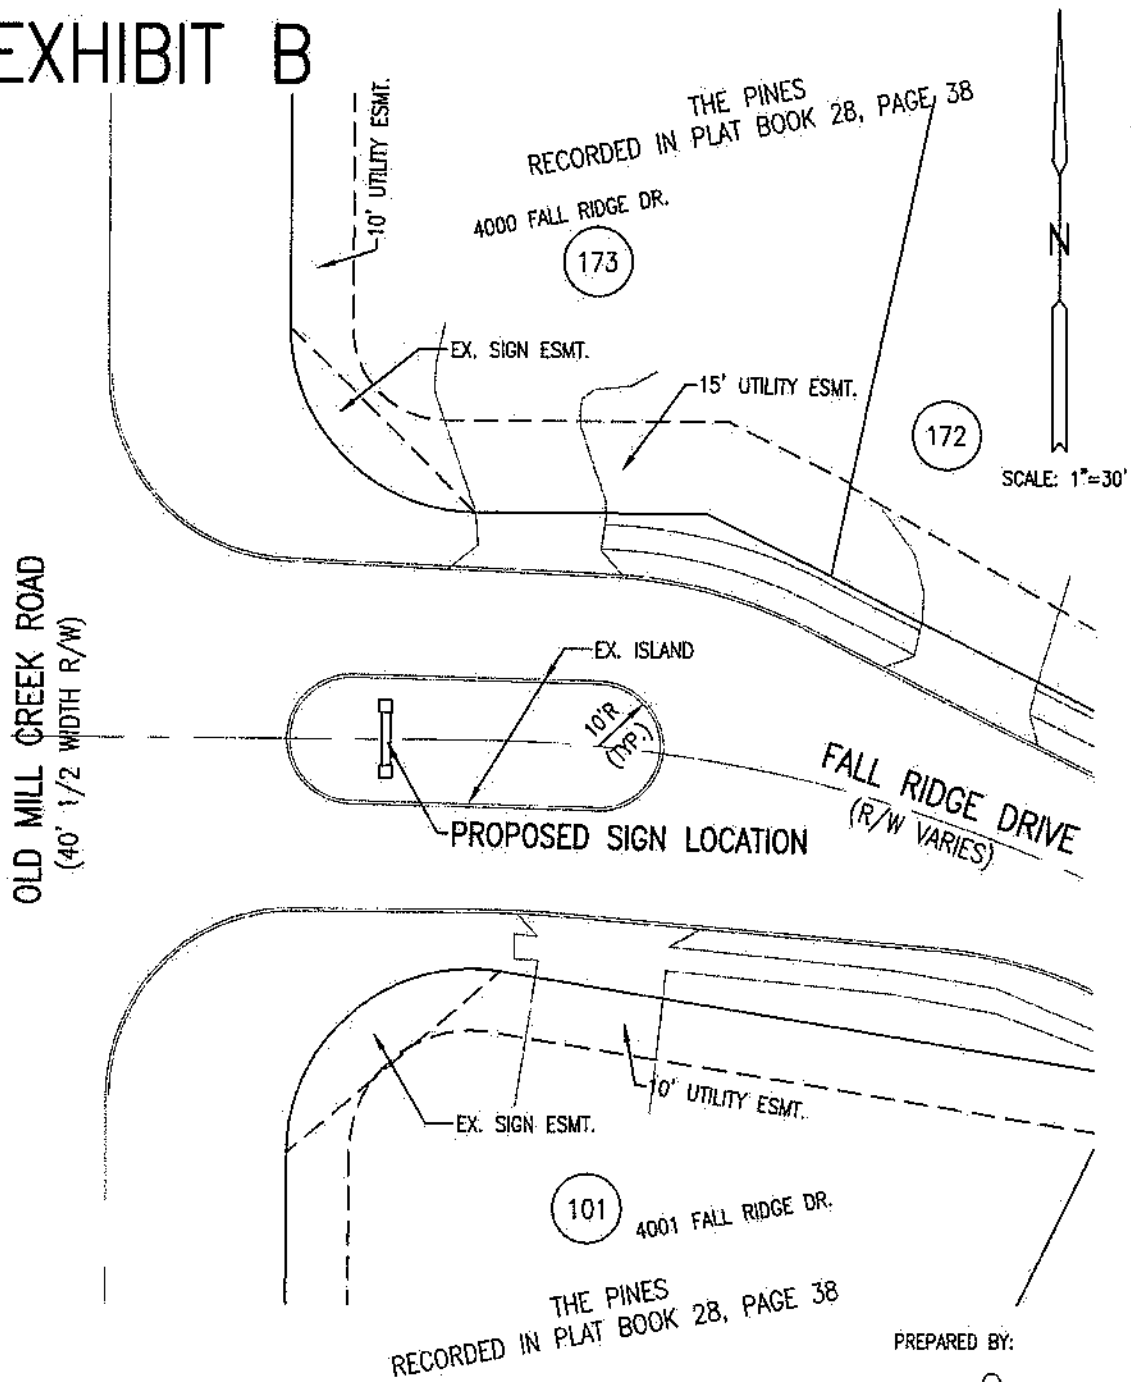 EXHIBIT B
10' UTILITY ESMT.
THE PINES
RECORDED IN PLAT BOOK 28, PAGE 38
4000 FALL RIDGE DR.
173
N
EX. SIGN ESMT.
15' UTILITY ESMT.
172
SCALE: 1"=30'
OLD MILL CREEK ROAD
(40' 1/2 WIDTH R/W)
EX. ISLAND
10'R
(TYP.)
FALL RIDGE DRIVE
(R/W VARIES)
PROPOSED SIGN LOCATION
10' UTILITY ESMT.
EX. SIGN ESMT.
101
4001 FALL RIDGE DR.
THE PINES
RECORDED IN PLAT BOOK 28, PAGE 38
PREPARED BY: